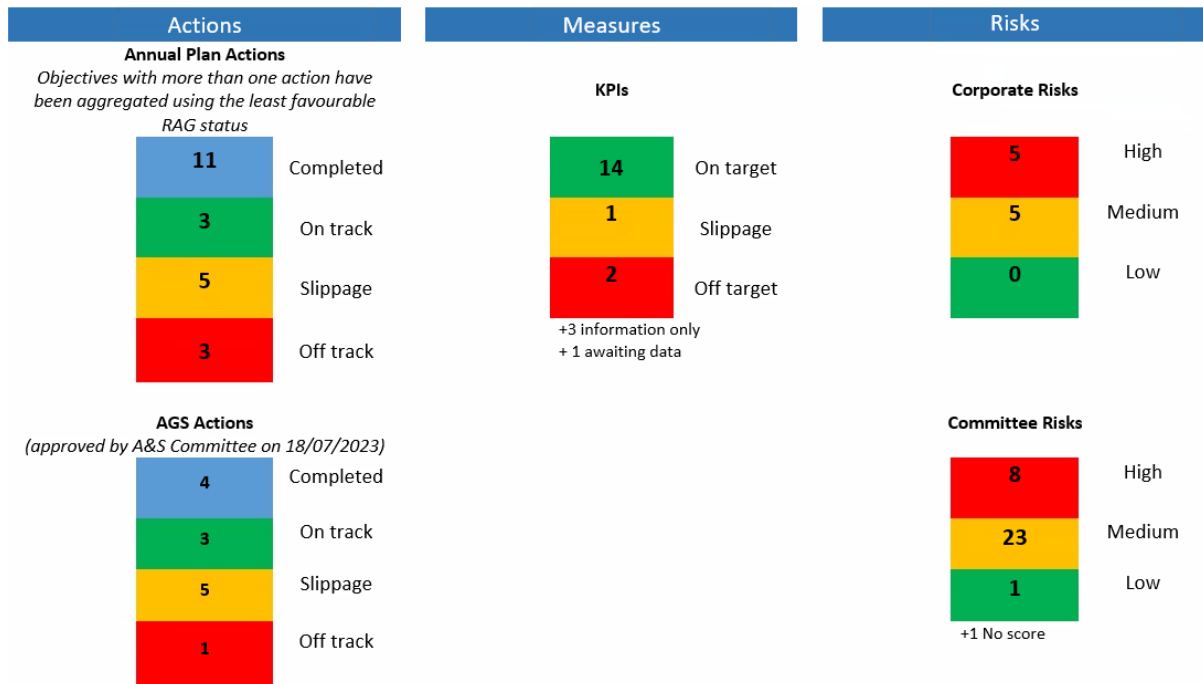 Actions
Annual Plan Actions
Objectives with more than one action have
been aggregated using the least favourable
RAG status
11 Completed
3 On track
5 Slippage
3 Off track
AGS Actions
(approved by A&S Committee on 18/07/2023)
4 Completed
3 On track
5 Slippage
1 Off track
Measures
KPIs
14 On target
1 Slippage
2 Off target
+3 information only
+ 1 awaiting data
Risks
Corporate Risks
5 High
5 Medium
0 Low
Committee Risks
8 High
23 Medium
1 Low
+1 No score